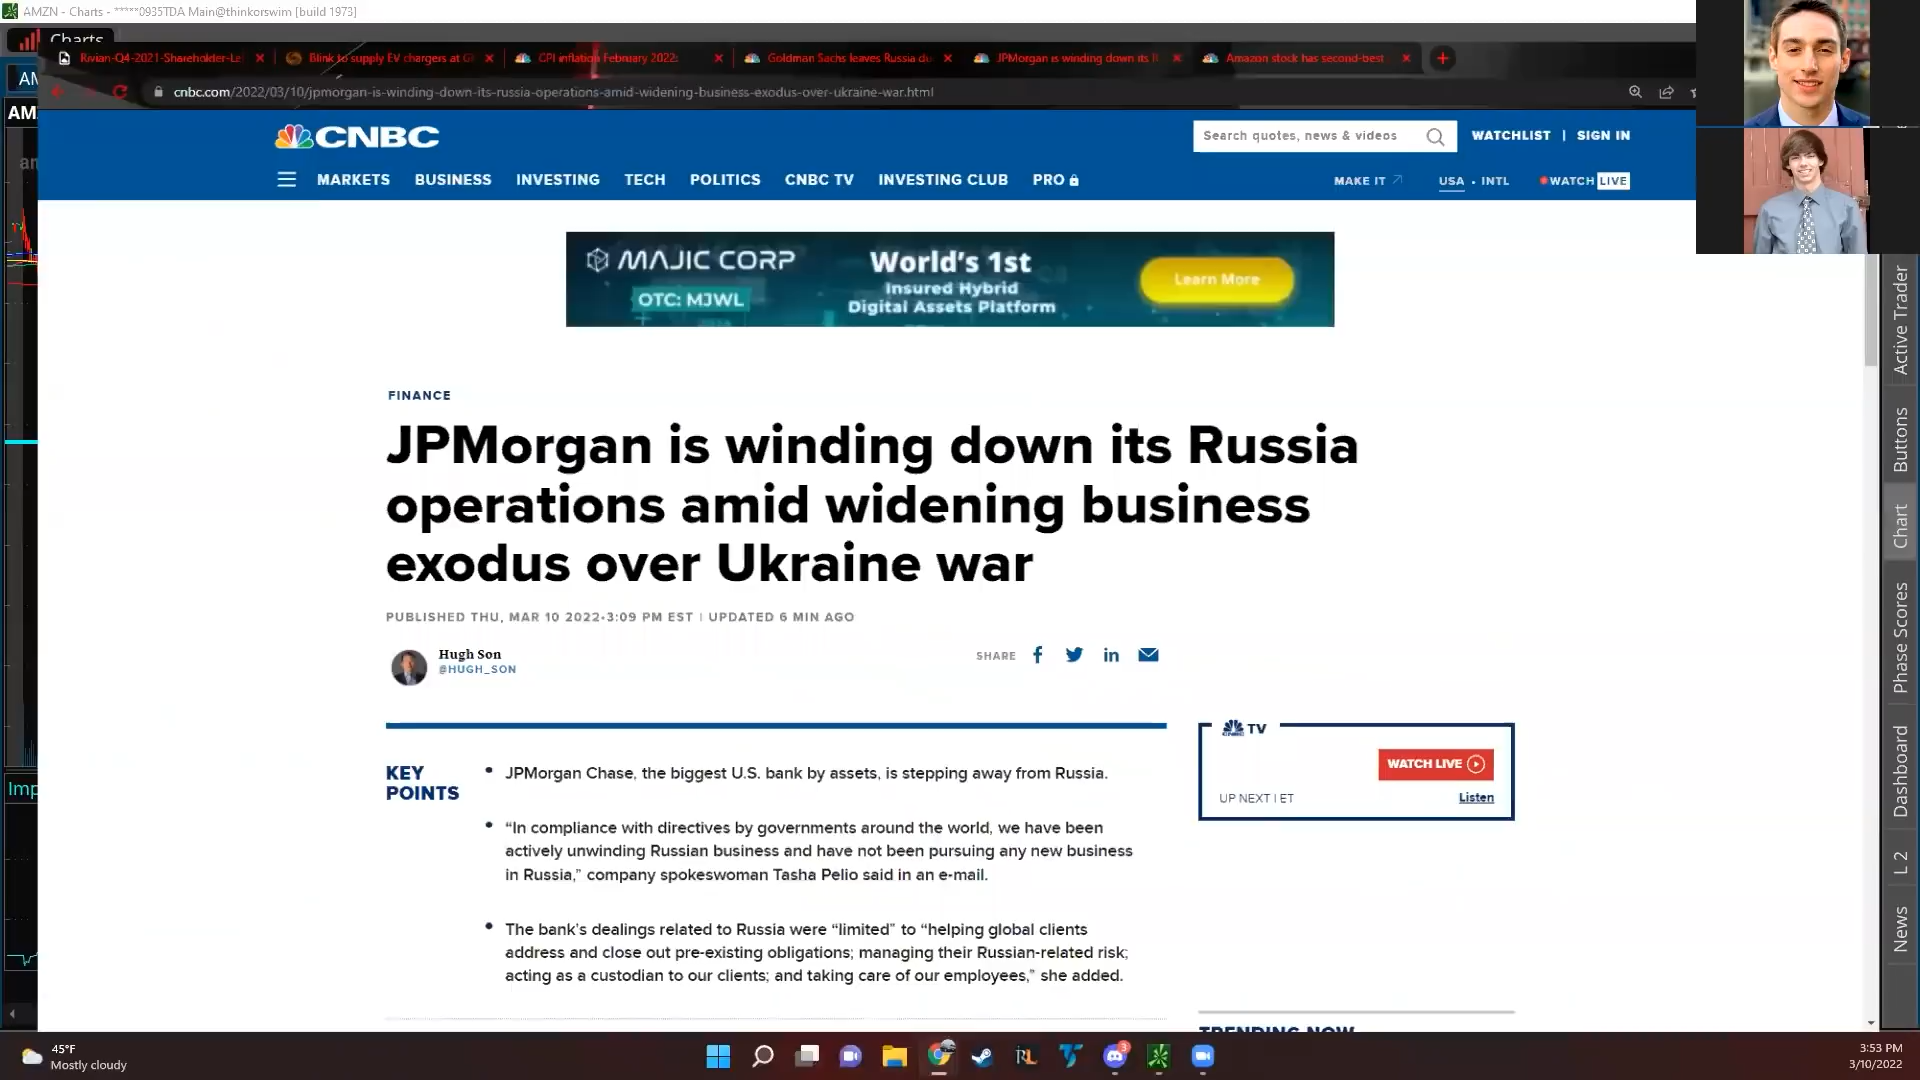 AMZN - Charts - *****0935TDA Main@thinkorswim [build 1973]
Charts
Rivian-Q4-2021-Shareholder-Le
Blink to supply EV chargers at G
CPI inflation February 2022:
Goldman Sachs leaves Russia du
JPMorgan is winding down its R
Amazon stock has second-best
AM
cnbc.com/2022/03/10/jpmorgan-is-winding-down-its-russia-operations-amid-widening-business-exodus-over-ukraine-war.html
AM
CNBC
Search quotes, news & videos
WATCHLIST | SIGN IN
am
MARKETS BUSINESS INVESTING TECH POLITICS CNBC TV INVESTING CLUB PRO
MAKE IT USA • INTL WATCH LIVE
MAJIC CORP
OTC: MJWL
World's 1st
Insured Hybrid
Digital Assets Platform
Learn More
FINANCE
JPMorgan is winding down its Russia
operations amid widening business
exodus over Ukraine war
PUBLISHED THU, MAR 10 2022•3:09 PM EST | UPDATED 6 MIN AGO
Hugh Son
@HUGH_SON
SHARE
KEY
POINTS
• JPMorgan Chase, the biggest U.S. bank by assets, is stepping away from Russia.
• “In compliance with directives by governments around the world, we have been
actively unwinding Russian business and have not been pursuing any new business
in Russia,” company spokeswoman Tasha Pelio said in an e-mail.
• The bank’s dealings related to Russia were “limited” to “helping global clients
address and close out pre-existing obligations; managing their Russian-related risk;
acting as a custodian to our clients; and taking care of our employees,” she added.
CNBC TV
WATCH LIVE
UP NEXT | ET
Listen
TRENDING NOW
Imp
Active Trader
Buttons
Chart
Phase Scores
Dashboard
L 2
News
45°F
Mostly cloudy
RL
3
3:53 PM
3/10/2022